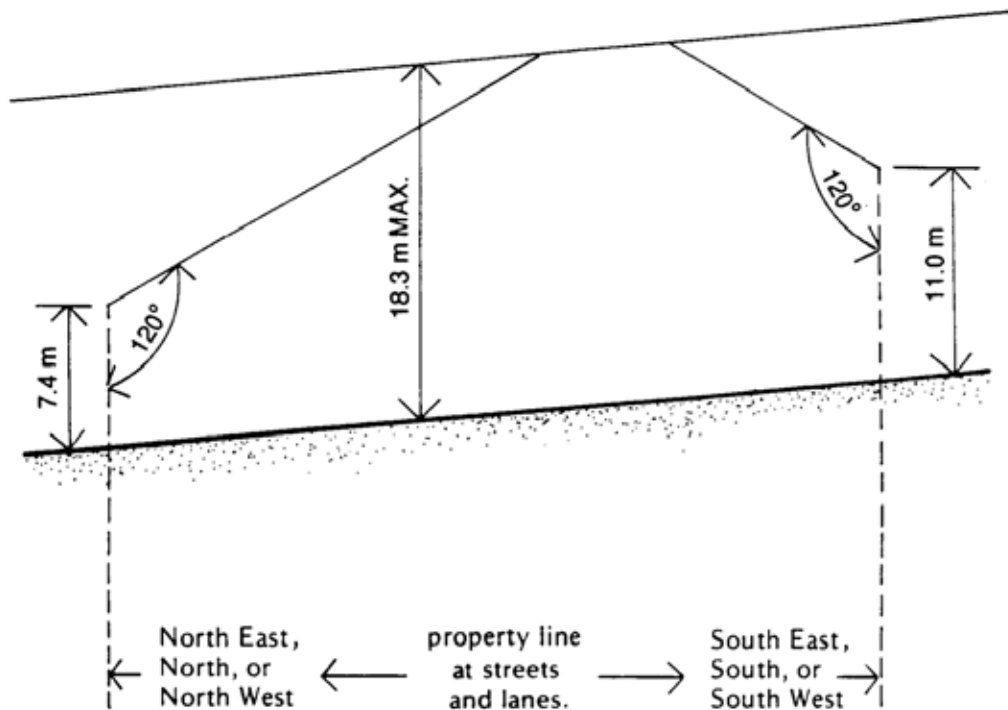 18.3 m MAX.
120°
120°
11.0 m
7.4 m
North East,
North, or
North West
property line
at streets
and lanes.
South East,
South, or
South West